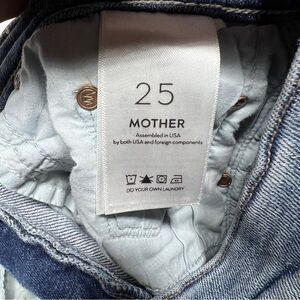 25
MOTHER
Assembled in USA
by both USA and foreign components
DO YOUR OWN LAUNDRY